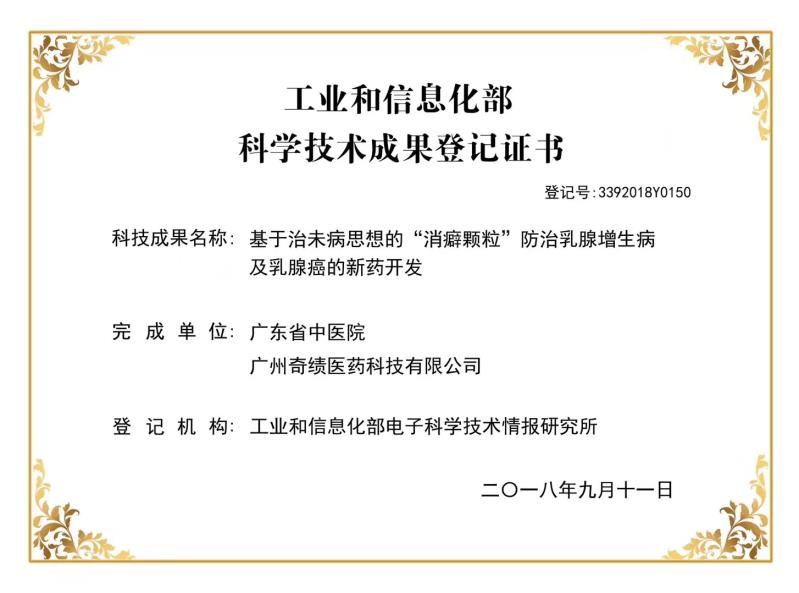 工业和信息化部
科学技术成果登记证书
登记号:3392018Y0150
科技成果名称: 基于治未病思想的“消癖颗粒”防治乳腺增生病
及乳腺癌的新药开发
完成单位: 广东省中医院
广州奇绩医药科技有限公司
登记机构: 工业和信息化部电子科学技术情报研究所
二〇一八年九月十一日